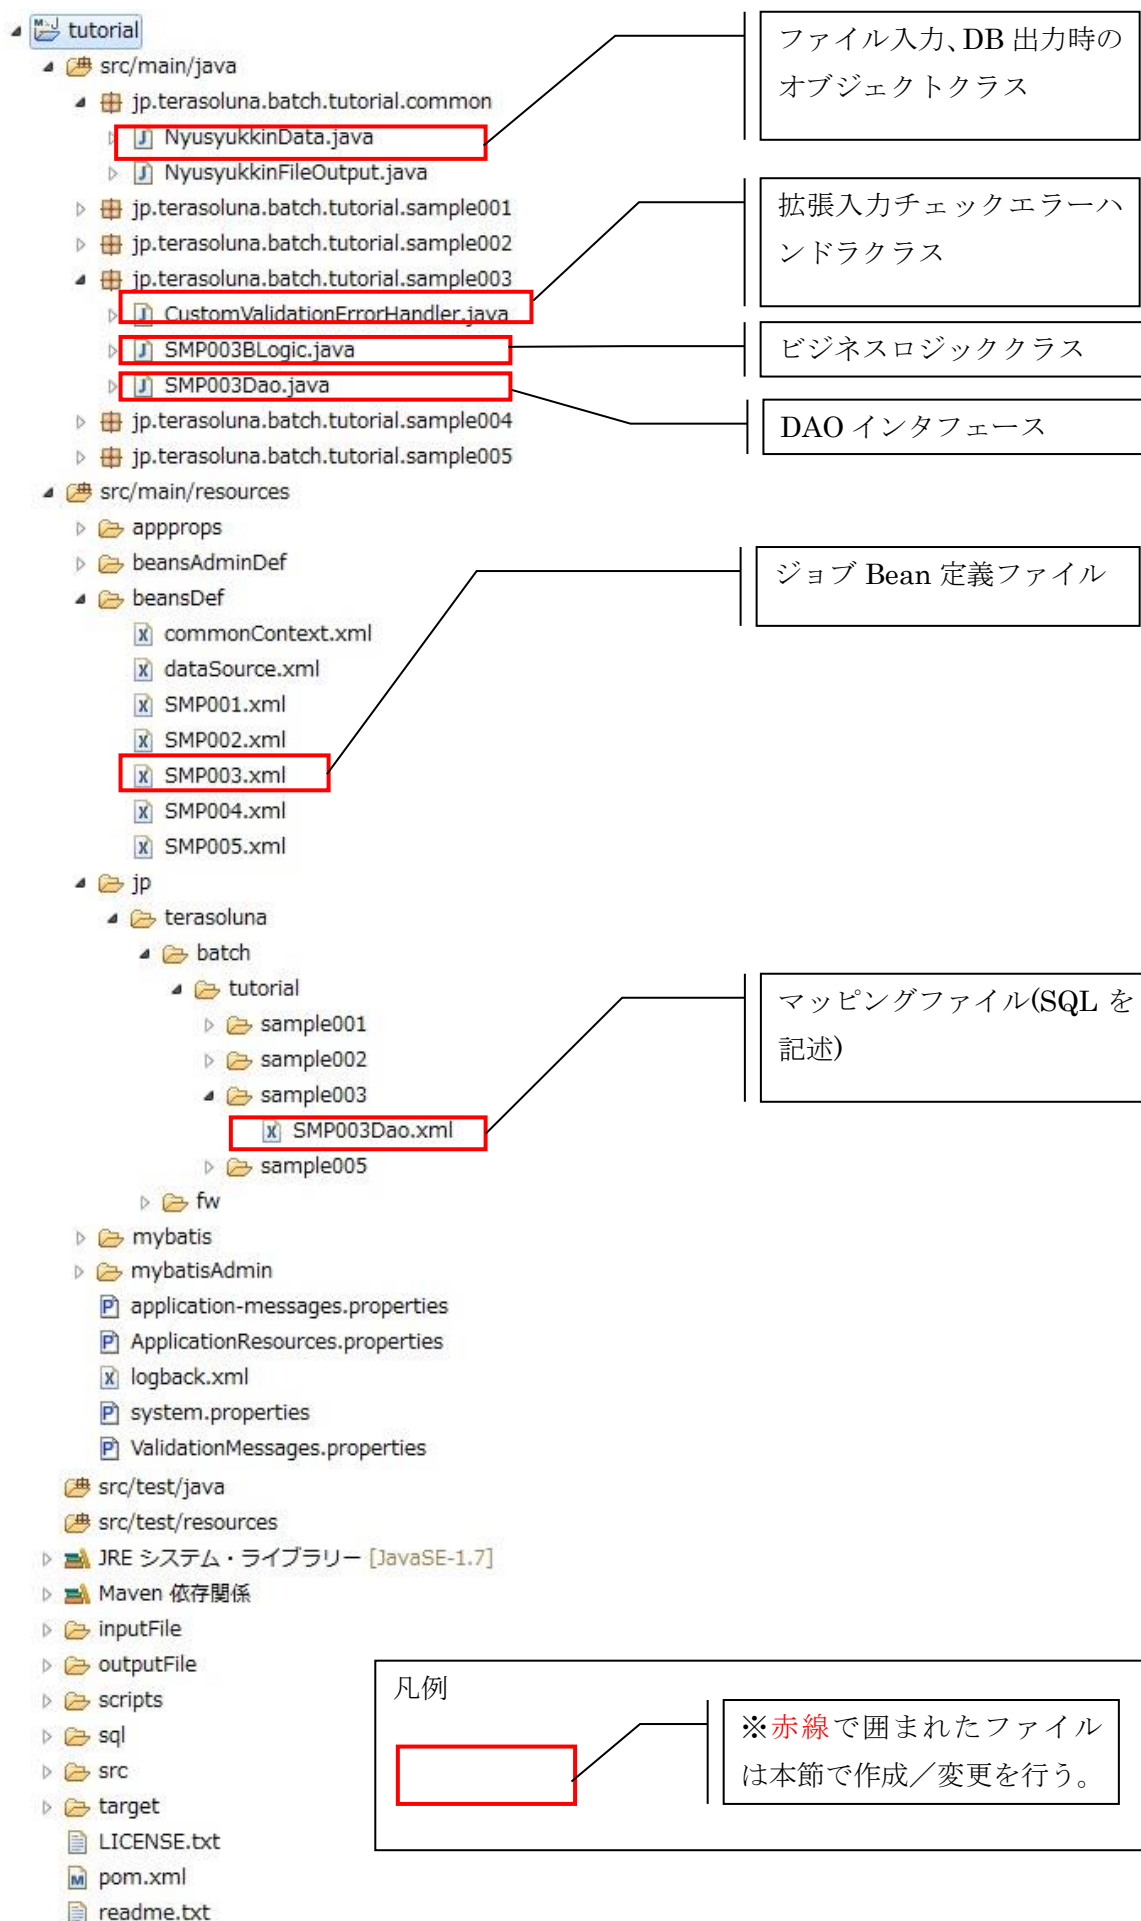 tutorial
src/main/java
jp.terasoluna.batch.tutorial.common
NyusyukkinData.java
NyusyukkinFileOutput.java
jp.terasoluna.batch.tutorial.sample001
jp.terasoluna.batch.tutorial.sample002
jp.terasoluna.batch.tutorial.sample003
CustomValidationErrorHandler.java
SMP003BLogic.java
SMP003Dao.java
jp.terasoluna.batch.tutorial.sample004
jp.terasoluna.batch.tutorial.sample005
src/main/resources
appprops
beansAdminDef
beansDef
commonContext.xml
dataSource.xml
SMP001.xml
SMP002.xml
SMP003.xml
SMP004.xml
SMP005.xml
jp
terasoluna
batch
tutorial
sample001
sample002
sample003
SMP003Dao.xml
sample005
fw
mybatis
mybatisAdmin
application-messages.properties
ApplicationResources.properties
logback.xml
system.properties
ValidationMessages.properties
src/test/java
src/test/resources
JRE システム・ライブラリー [JavaSE-1.7]
Maven 依存関係
inputFile
outputFile
scripts
sql
src
target
LICENSE.txt
pom.xml
readme.txt
ファイル入力、DB 出力時の
オブジェクトクラス
拡張入力チェックエラーハ
ンドラクラス
ビジネスロジッククラス
DAO インタフェース
ジョブ Bean 定義ファイル
マッピングファイル(SQL を
記述)
凡例
※赤線で囲まれたファイル
は本節で作成／変更を行う。